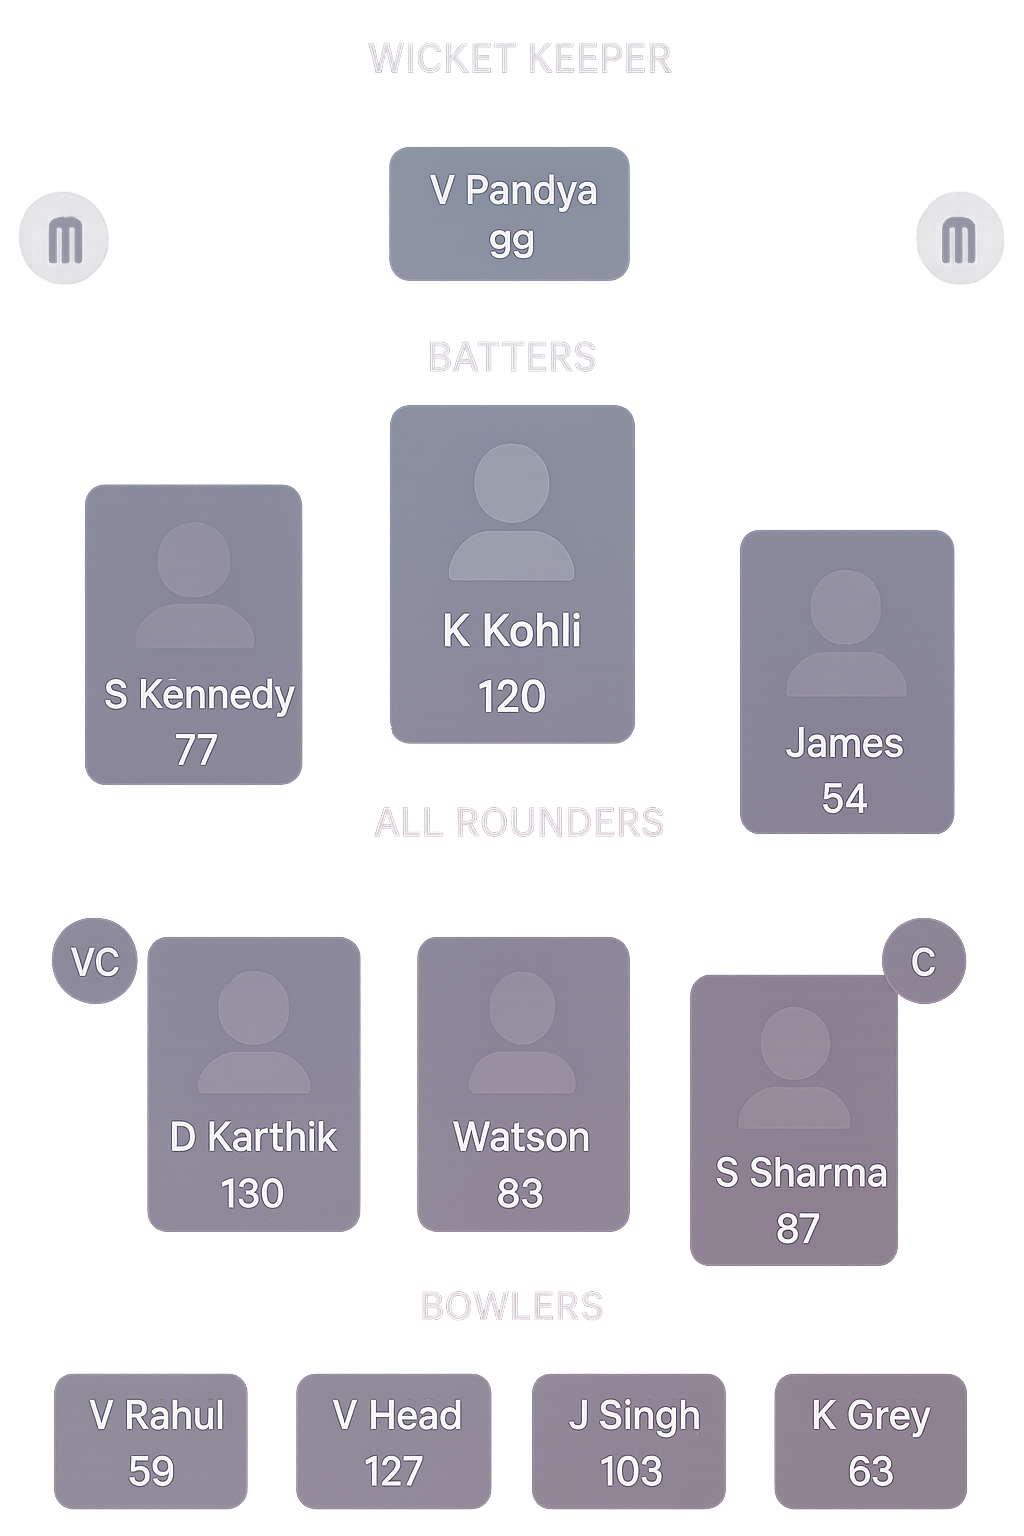 WICKET KEEPER
V Pandya
gg
m
m
BATTERS
K Kohli
120
S Kennedy
77
James
54
ALL ROUNDERS
VC
D Karthik
130
Watson
83
C
S Sharma
87
BOWLERS
V Rahul
59
V Head
127
J Singh
103
K Grey
63